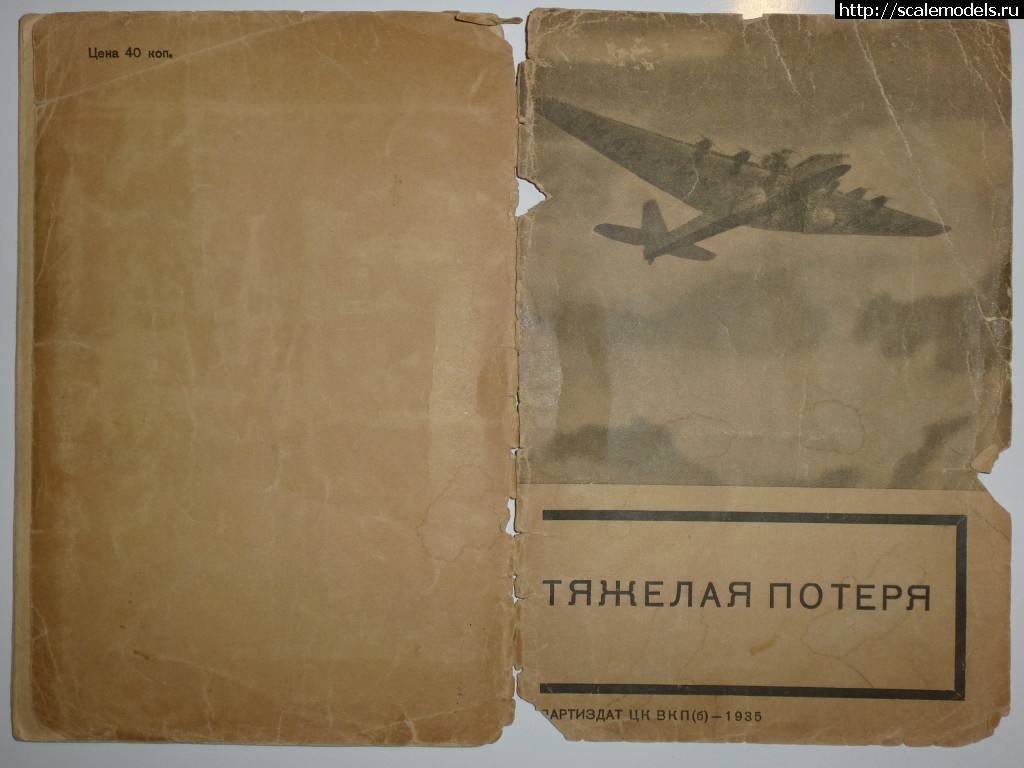 http://scalemodels.ru
Цена 40 коп.
ТЯЖЕЛАЯ ПОТЕРЯ
ПАРТИЗДАТ ЦК ВКП(б)—1935